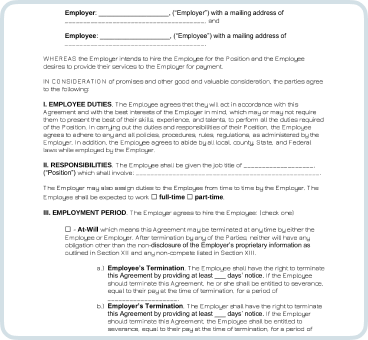 Employer: ____________________, ("Employer") with a mailing address of
________________________________________, and
Employee: ____________________, ("Employee") with a mailing address of
________________________________________.
WHEREAS the Employer intends to hire the Employee for the Position and the Employee
desires to provide their services to the Employer for payment.
IN CONSIDERATION of promises and other good and valuable consideration, the parties agree
to the following:
I. EMPLOYEE DUTIES. The Employee agrees that they will act in accordance with this
Agreement and with the best interests of the Employer in mind, which may or may not require
them to present the best of their skills, experience, and talents, to perform all the duties required
of the Position. In carrying out the duties and responsibilities of their Position, the Employee
agrees to adhere to any and all policies, procedures, rules, regulations, as administered by the
Employer. In addition, the Employee agrees to abide by all local, county, State, and Federal
laws while employed by the Employer.
II. RESPONSIBILITIES. The Employee shall be given the job title of ____________________
("Position") which shall involve: ________________________________________.
The Employer may also assign duties to the Employee from time to time by the Employer. The
Employee shall be expected to work ☐ full-time ☐ part-time.
III. EMPLOYMENT PERIOD. The Employer agrees to hire the Employee: (check one)
☐ - At-Will which means this Agreement may be terminated at any time by either the
Employee or Employer. After termination by any of the Parties, neither will have any
obligation other than the non-disclosure of the Employer's proprietary information as
outlined in Section XII and any non-compete listed in Section XIII.
a.) Employee's Termination. The Employee shall have the right to terminate
this Agreement by providing at least ___ days' notice. If the Employee
should terminate this Agreement, he or she shall be entitled to severance,
equal to their pay at the time of termination, for a period of
____________________.
b.) Employer's Termination. The Employer shall have the right to terminate
this Agreement by providing at least ___ days' notice. If the Employer
should terminate this Agreement, the Employee shall be entitled to
severance, equal to their pay at the time of termination, for a period of